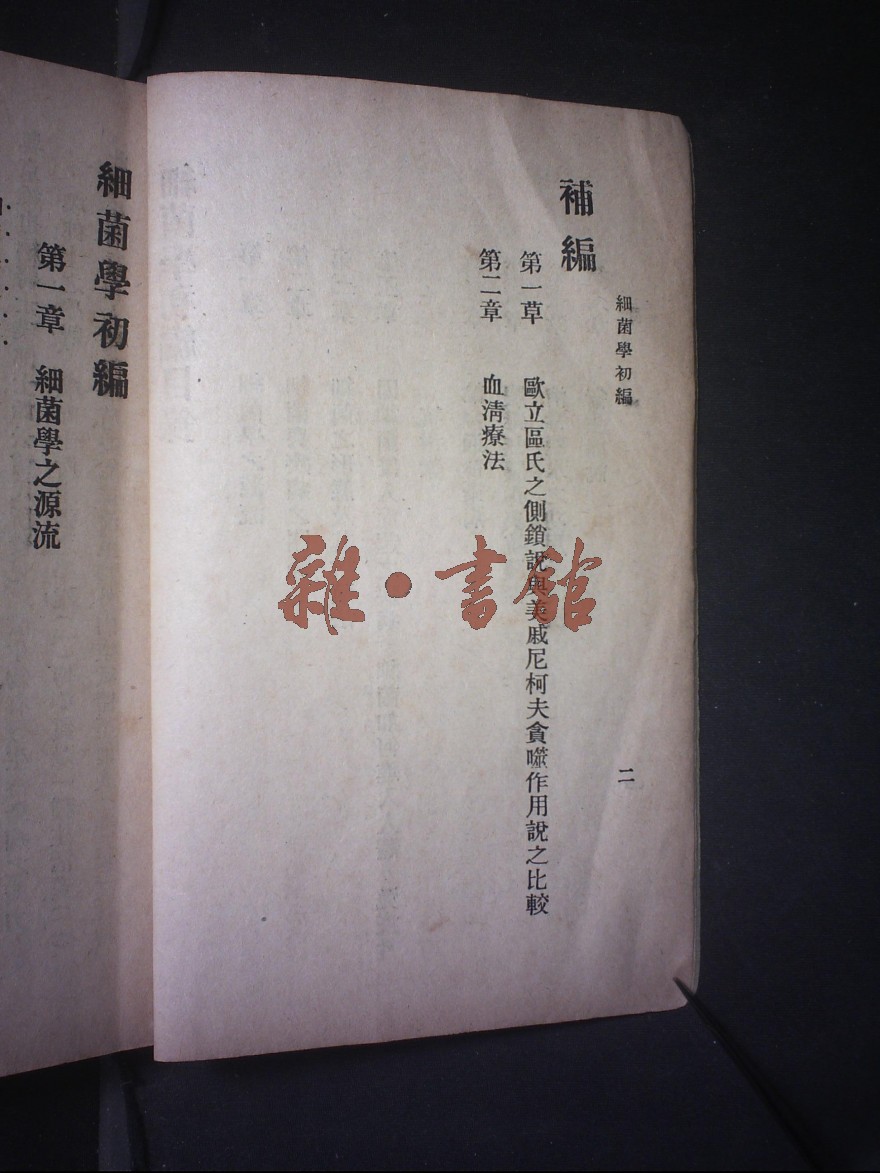 細菌學初編
二
補編
第一草 歐立區氏之側鎖說與美戚尼柯夫貪噬作用說之比較
第二章 血清療法
細菌學初編
第一章 細菌學之源流
雜·書館